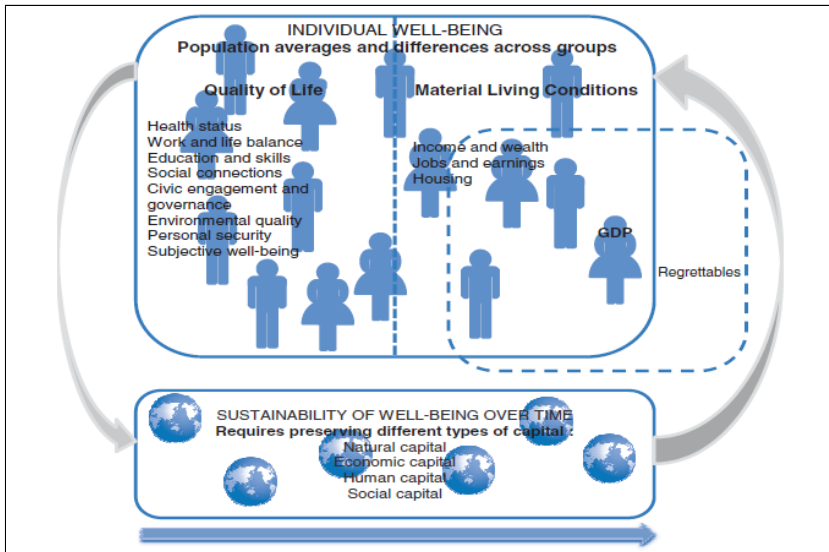 INDIVIDUAL WELL-BEING
Population averages and differences across groups
Quality of Life
Health status
Work and life balance
Education and skills
Social connections
Civic engagement and
governance
Environmental quality
Personal security
Subjective well-being
Material Living Conditions
Income and wealth
Jobs and earnings
Housing
GDP
Regrettables
SUSTAINABILITY OF WELL-BEING OVER TIME
Requires preserving different types of capital :
Natural capital
Economic capital
Human capital
Social capital